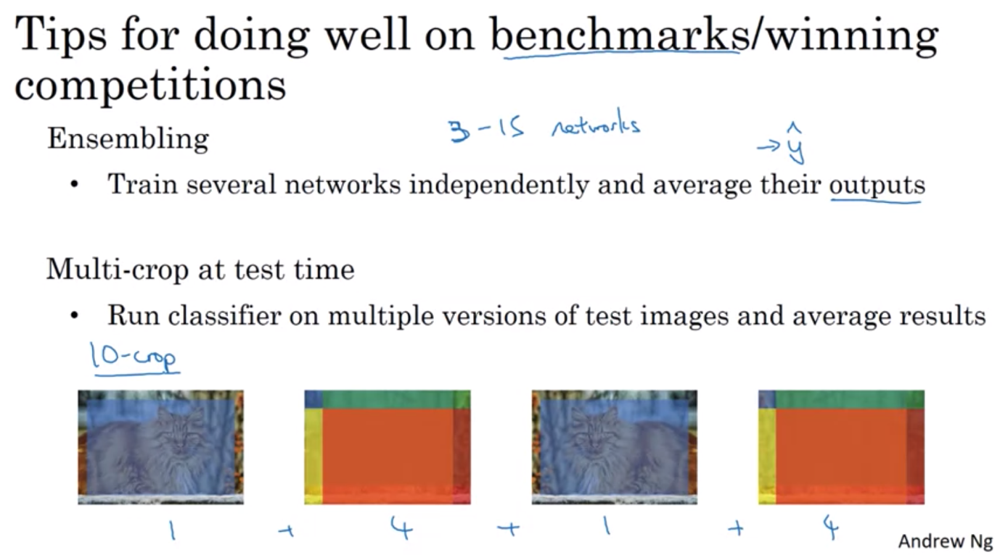 Tips for doing well on benchmarks/winning
competitions
Ensembling
3-15 networks
→ ŷ
• Train several networks independently and average their outputs
Multi-crop at test time
• Run classifier on multiple versions of test images and average results
10-crop
1 + 4 + 1 + 4
Andrew Ng